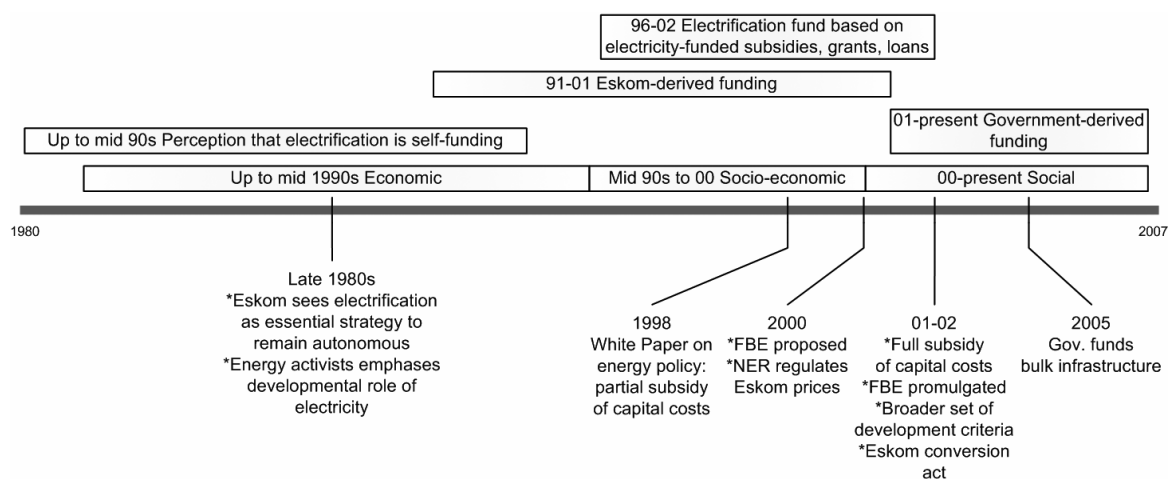 96-02 Electrification fund based on
electricity-funded subsidies, grants, loans
91-01 Eskom-derived funding
01-present Government-derived
funding
Up to mid 90s Perception that electrification is self-funding
Up to mid 1990s Economic
Mid 90s to 00 Socio-economic
00-present Social
1980
2007
Late 1980s
*Eskom sees electrification
as essential strategy to
remain autonomous
*Energy activists emphases
developmental role of
electricity
1998
White Paper on
energy policy:
partial subsidy
of capital costs
2000
*FBE proposed
*NER regulates
Eskom prices
01-02
*Full subsidy
of capital costs
*FBE promulgated
*Broader set of
development criteria
*Eskom conversion
act
2005
Gov. funds
bulk infrastructure